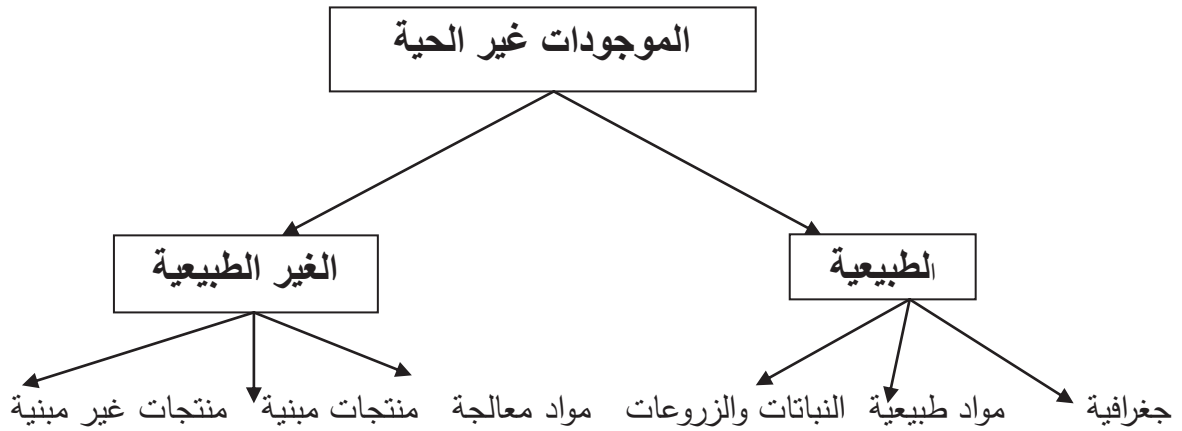 الموجودات غير الحية
الطبيعية
الغير الطبيعية
جغرافية
مواد طبيعية
النباتات والزروعات
مواد معالجة
منتجات مبنية
منتجات غير مبنية